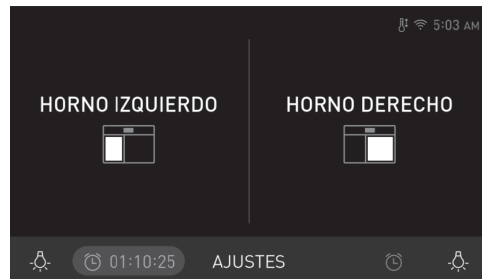 5:03 AM
HORNO IZQUIERDO
HORNO DERECHO
01:10:25
AJUSTES